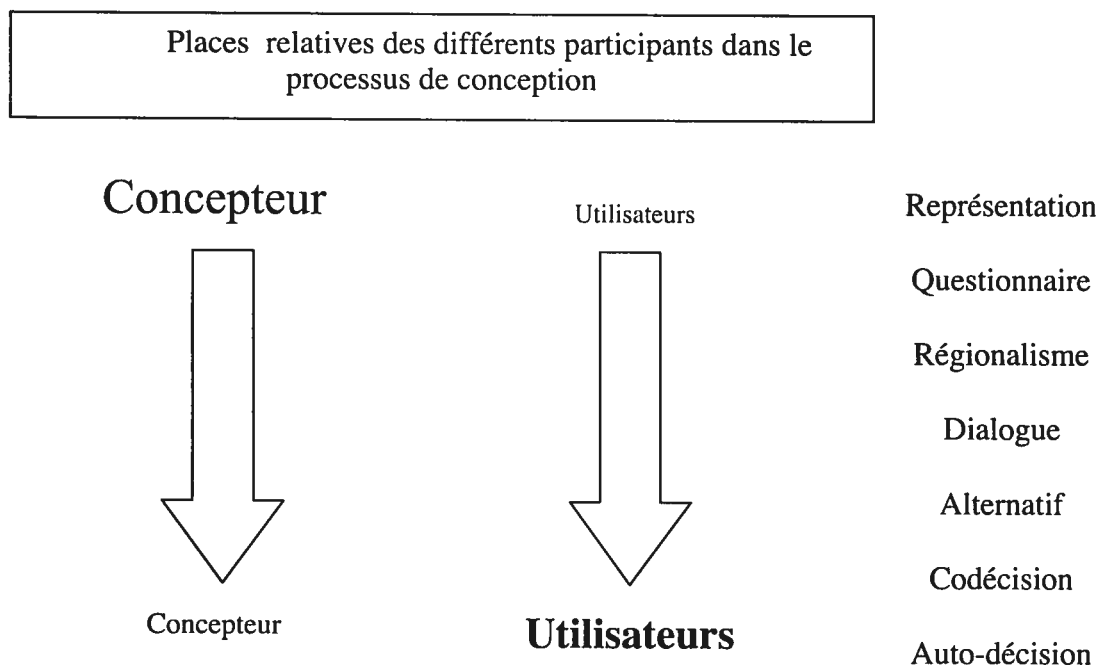 Places relatives des différents participants dans le
processus de conception
Concepteur
Utilisateurs
Représentation
Questionnaire
Régionalisme
Dialogue
Alternatif
Codécision
Concepteur
Utilisateurs
Auto-décision